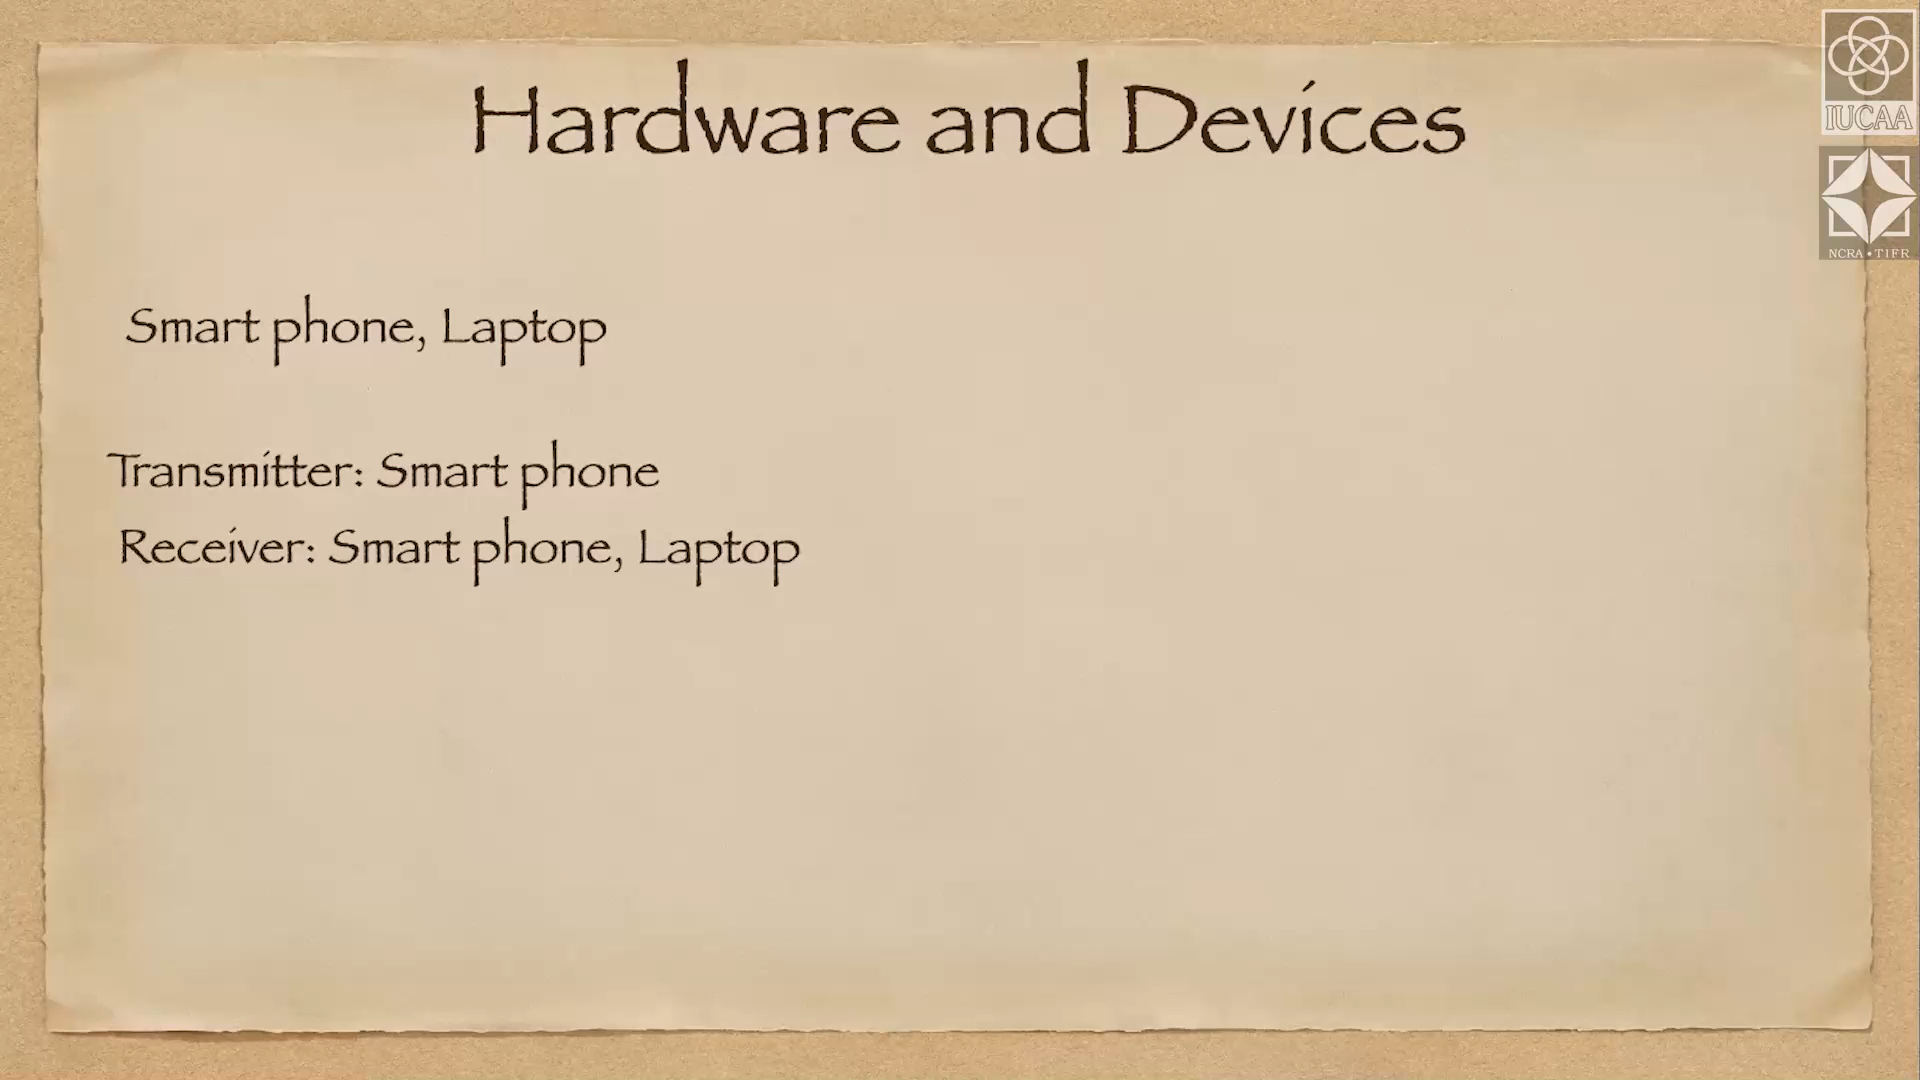 Hardware and Devices
IUCAA
NCRA • TIFR
Smart phone, Laptop
Transmitter: Smart phone
Receiver: Smart phone, Laptop